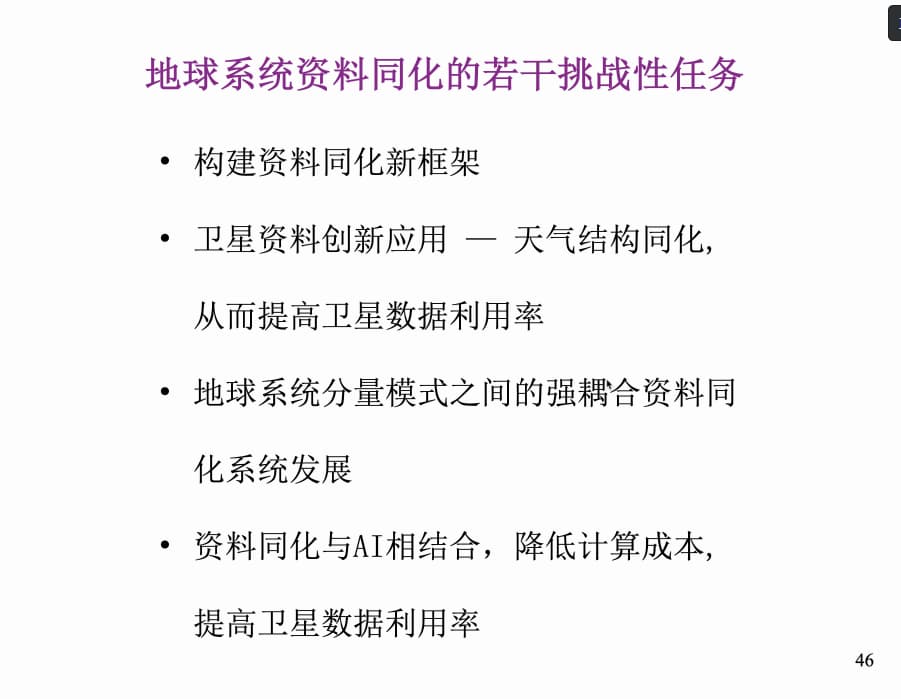 地球系统资料同化的若干挑战性任务
• 构建资料同化新框架
• 卫星资料创新应用 — 天气结构同化,
从而提高卫星数据利用率
• 地球系统分量模式之间的强耦合资料同
化系统发展
• 资料同化与AI相结合，降低计算成本,
提高卫星数据利用率
46